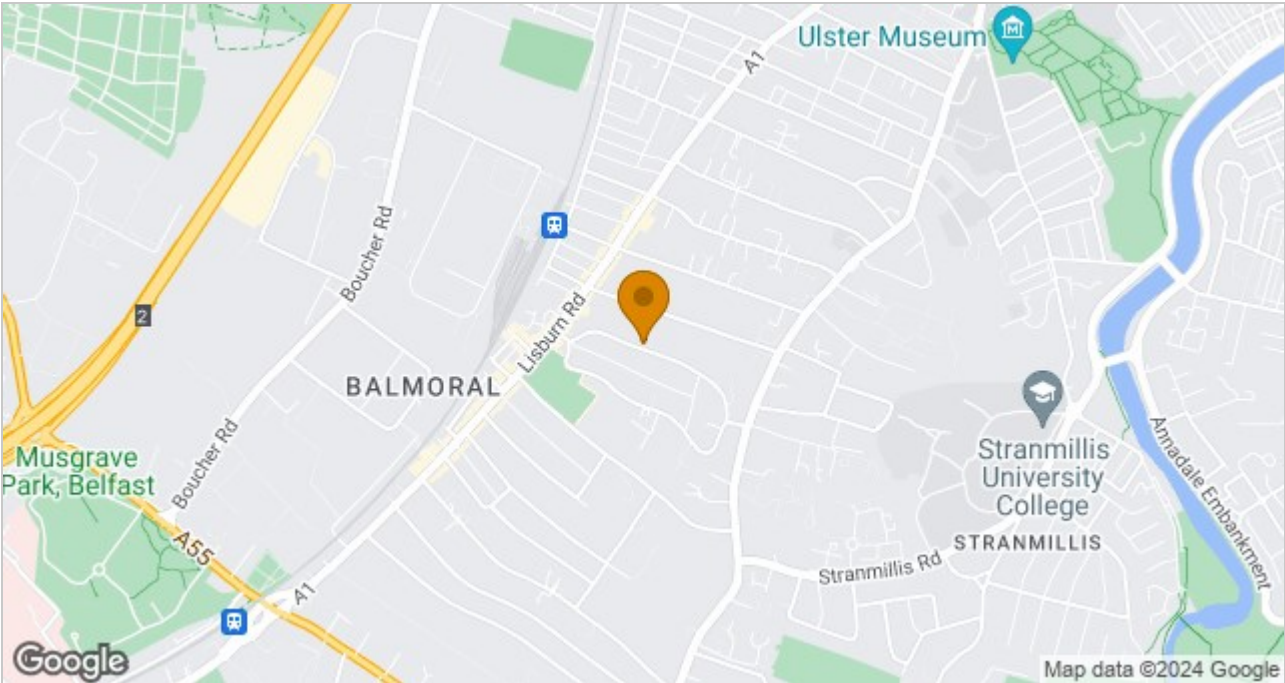 Ulster Museum
A1
Boucher Rd
2
Lisburn Rd
BALMORAL
Musgrave
Park, Belfast
Boucher Rd
A55
A1
Stranmillis
University
College
STRANMILLIS
Stranmillis Rd
Annadale Embankment
Google
Map data ©2024 Google